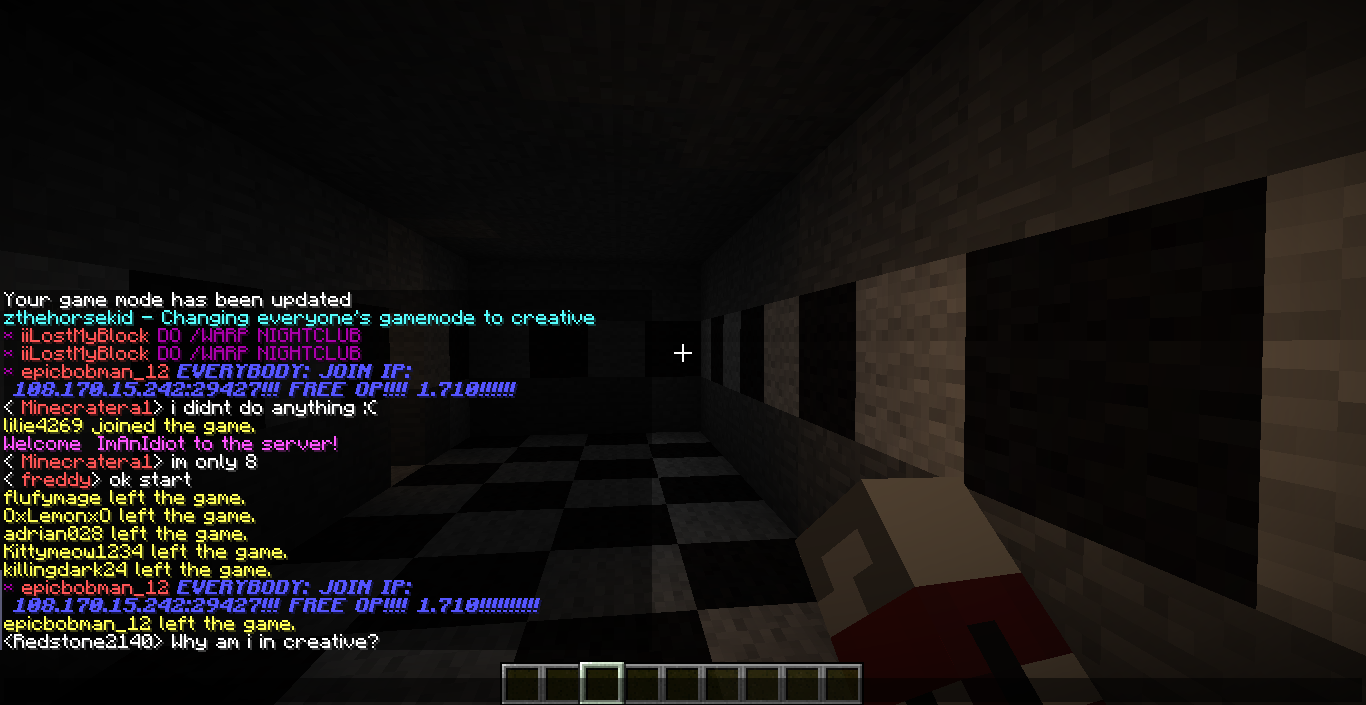 Your game mode has been updated
zthehorsekid - Changing everyone's gamemode to creative
* iiLostMyBlock DO /WARP NIGHTCLUB
* iiLostMyBlock DO /WARP NIGHTCLUB
* epicbobman_12 EVERYBODY: JOIN IP:
108.170.15.242:29427!!! FREE OP!!!! 1.710!!!!!!
< Minecratera1> i didnt do anything :(
lilie4269 joined the game.
Welcome ImAnIdiot to the server!
< Minecratera1> im only 8
< freddy> ok start
flufymage left the game.
0xLemonx0 left the game.
adrian028 left the game.
Kittymeow1234 left the game.
killingdark24 left the game.
* epicbobman_12 EVERYBODY: JOIN IP:
108.170.15.242:29427!!! FREE OP!!!! 1.710!!!!!!!!!!
epicbobman_12 left the game.
<Redstone2140> Why am i in creative?